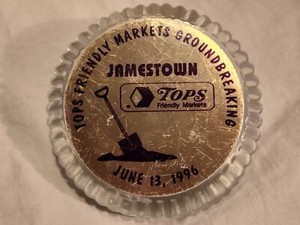 TOPS FRIENDLY MARKETS GROUNDBREAKING
JAMESTOWN
TOPS
Friendly Markets
JUNE 13, 1996